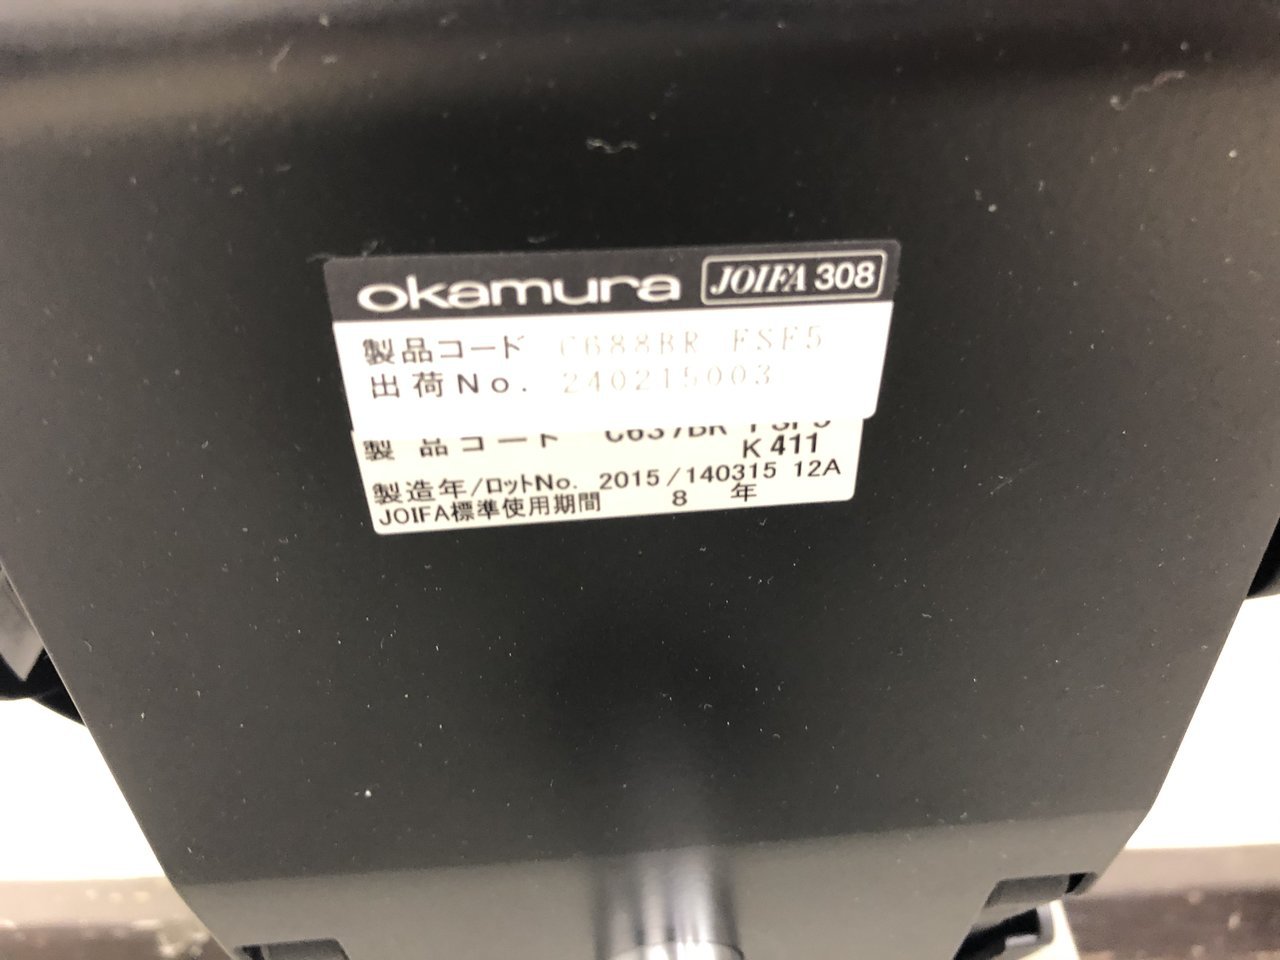 okamura JOIFA 308
製品コード C688BR FSF5
出荷No. 240215003
製品コード C637BR FSF5
K411
製造年/ロットNo. 2015/140315 12A
JOIFA標準使用期間 8 年